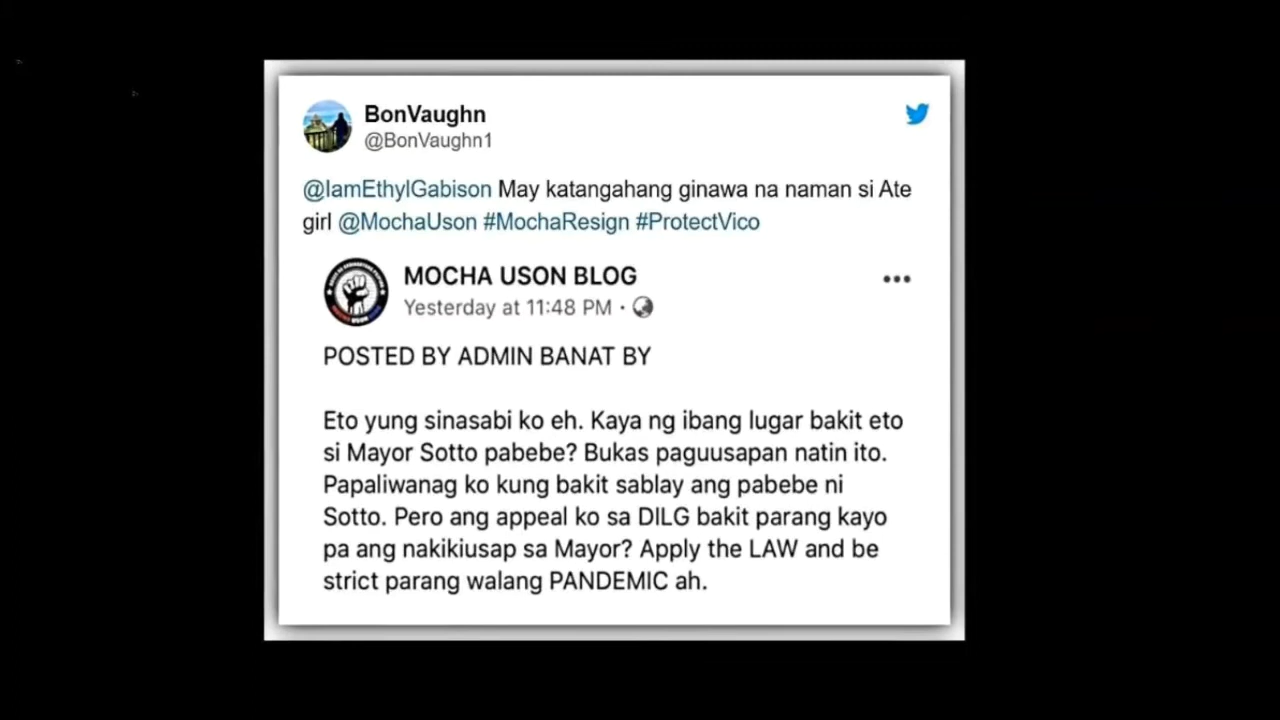 BonVaughn
@BonVaughn1
@IamEthylGabison May katangahang ginawa na naman si Ate
girl @MochaUson #MochaResign #ProtectVico
MOCHA USON BLOG
Yesterday at 11:48 PM ·
POSTED BY ADMIN BANAT BY
Eto yung sinasabi ko eh. Kaya ng ibang lugar bakit eto
si Mayor Sotto pabebe? Bukas paguusapan natin ito.
Papaliwanag ko kung bakit sablay ang pabebe ni
Sotto. Pero ang appeal ko sa DILG bakit parang kayo
pa ang nakikiusap sa Mayor? Apply the LAW and be
strict parang walang PANDEMIC ah.